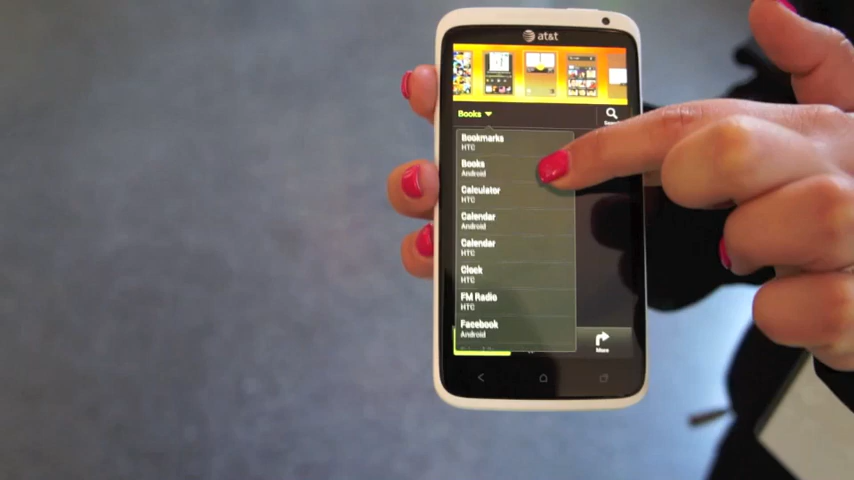 at&t
Books
Bookmarks
HTC
Books
Android
Calculator
HTC
Calendar
Android
Calendar
HTC
Clock
HTC
FM Radio
HTC
Facebook
Android
More